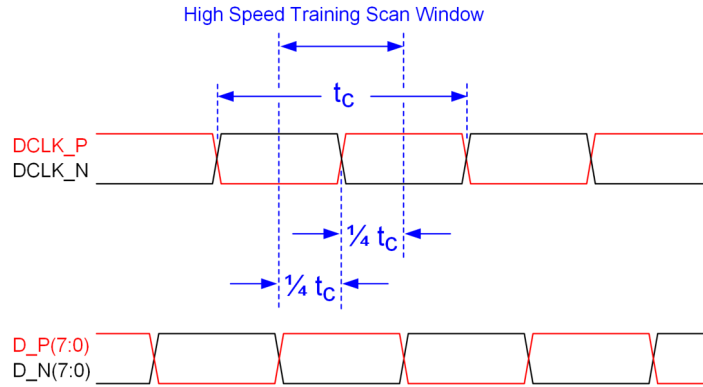 High Speed Training Scan Window
tc
DCLK_P
DCLK_N
¼ tc
¼ tc
D_P(7:0)
D_N(7:0)